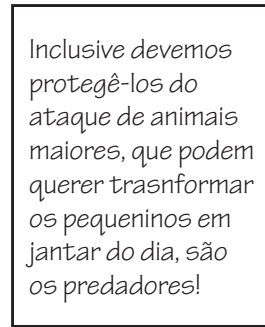 Inclusive devemos
protegê-los do
ataque de animais
maiores, que podem
querer trasnformar
os pequeninos em
jantar do dia, são
os predadores!